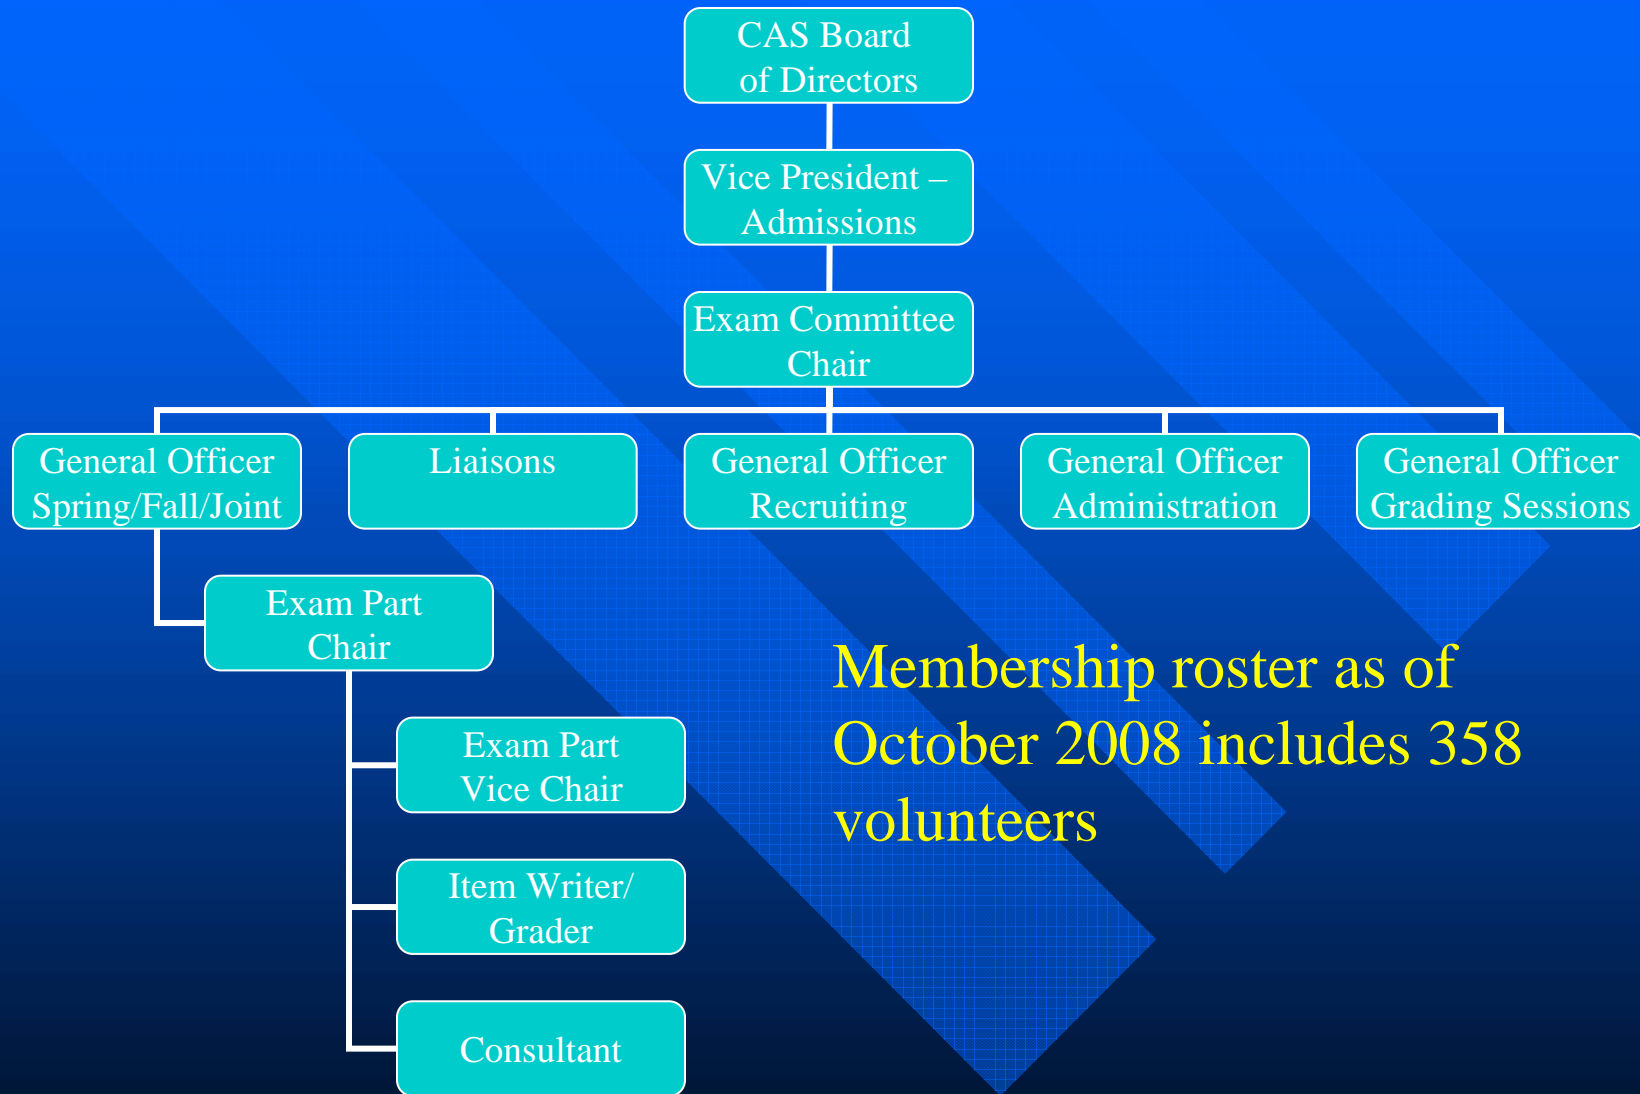 CAS Board
of Directors
Vice President –
Admissions
Exam Committee
Chair
General Officer
Spring/Fall/Joint
Liaisons
General Officer
Recruiting
General Officer
Administration
General Officer
Grading Sessions
Exam Part
Chair
Exam Part
Vice Chair
Item Writer/
Grader
Consultant
Membership roster as of
October 2008 includes 358
volunteers